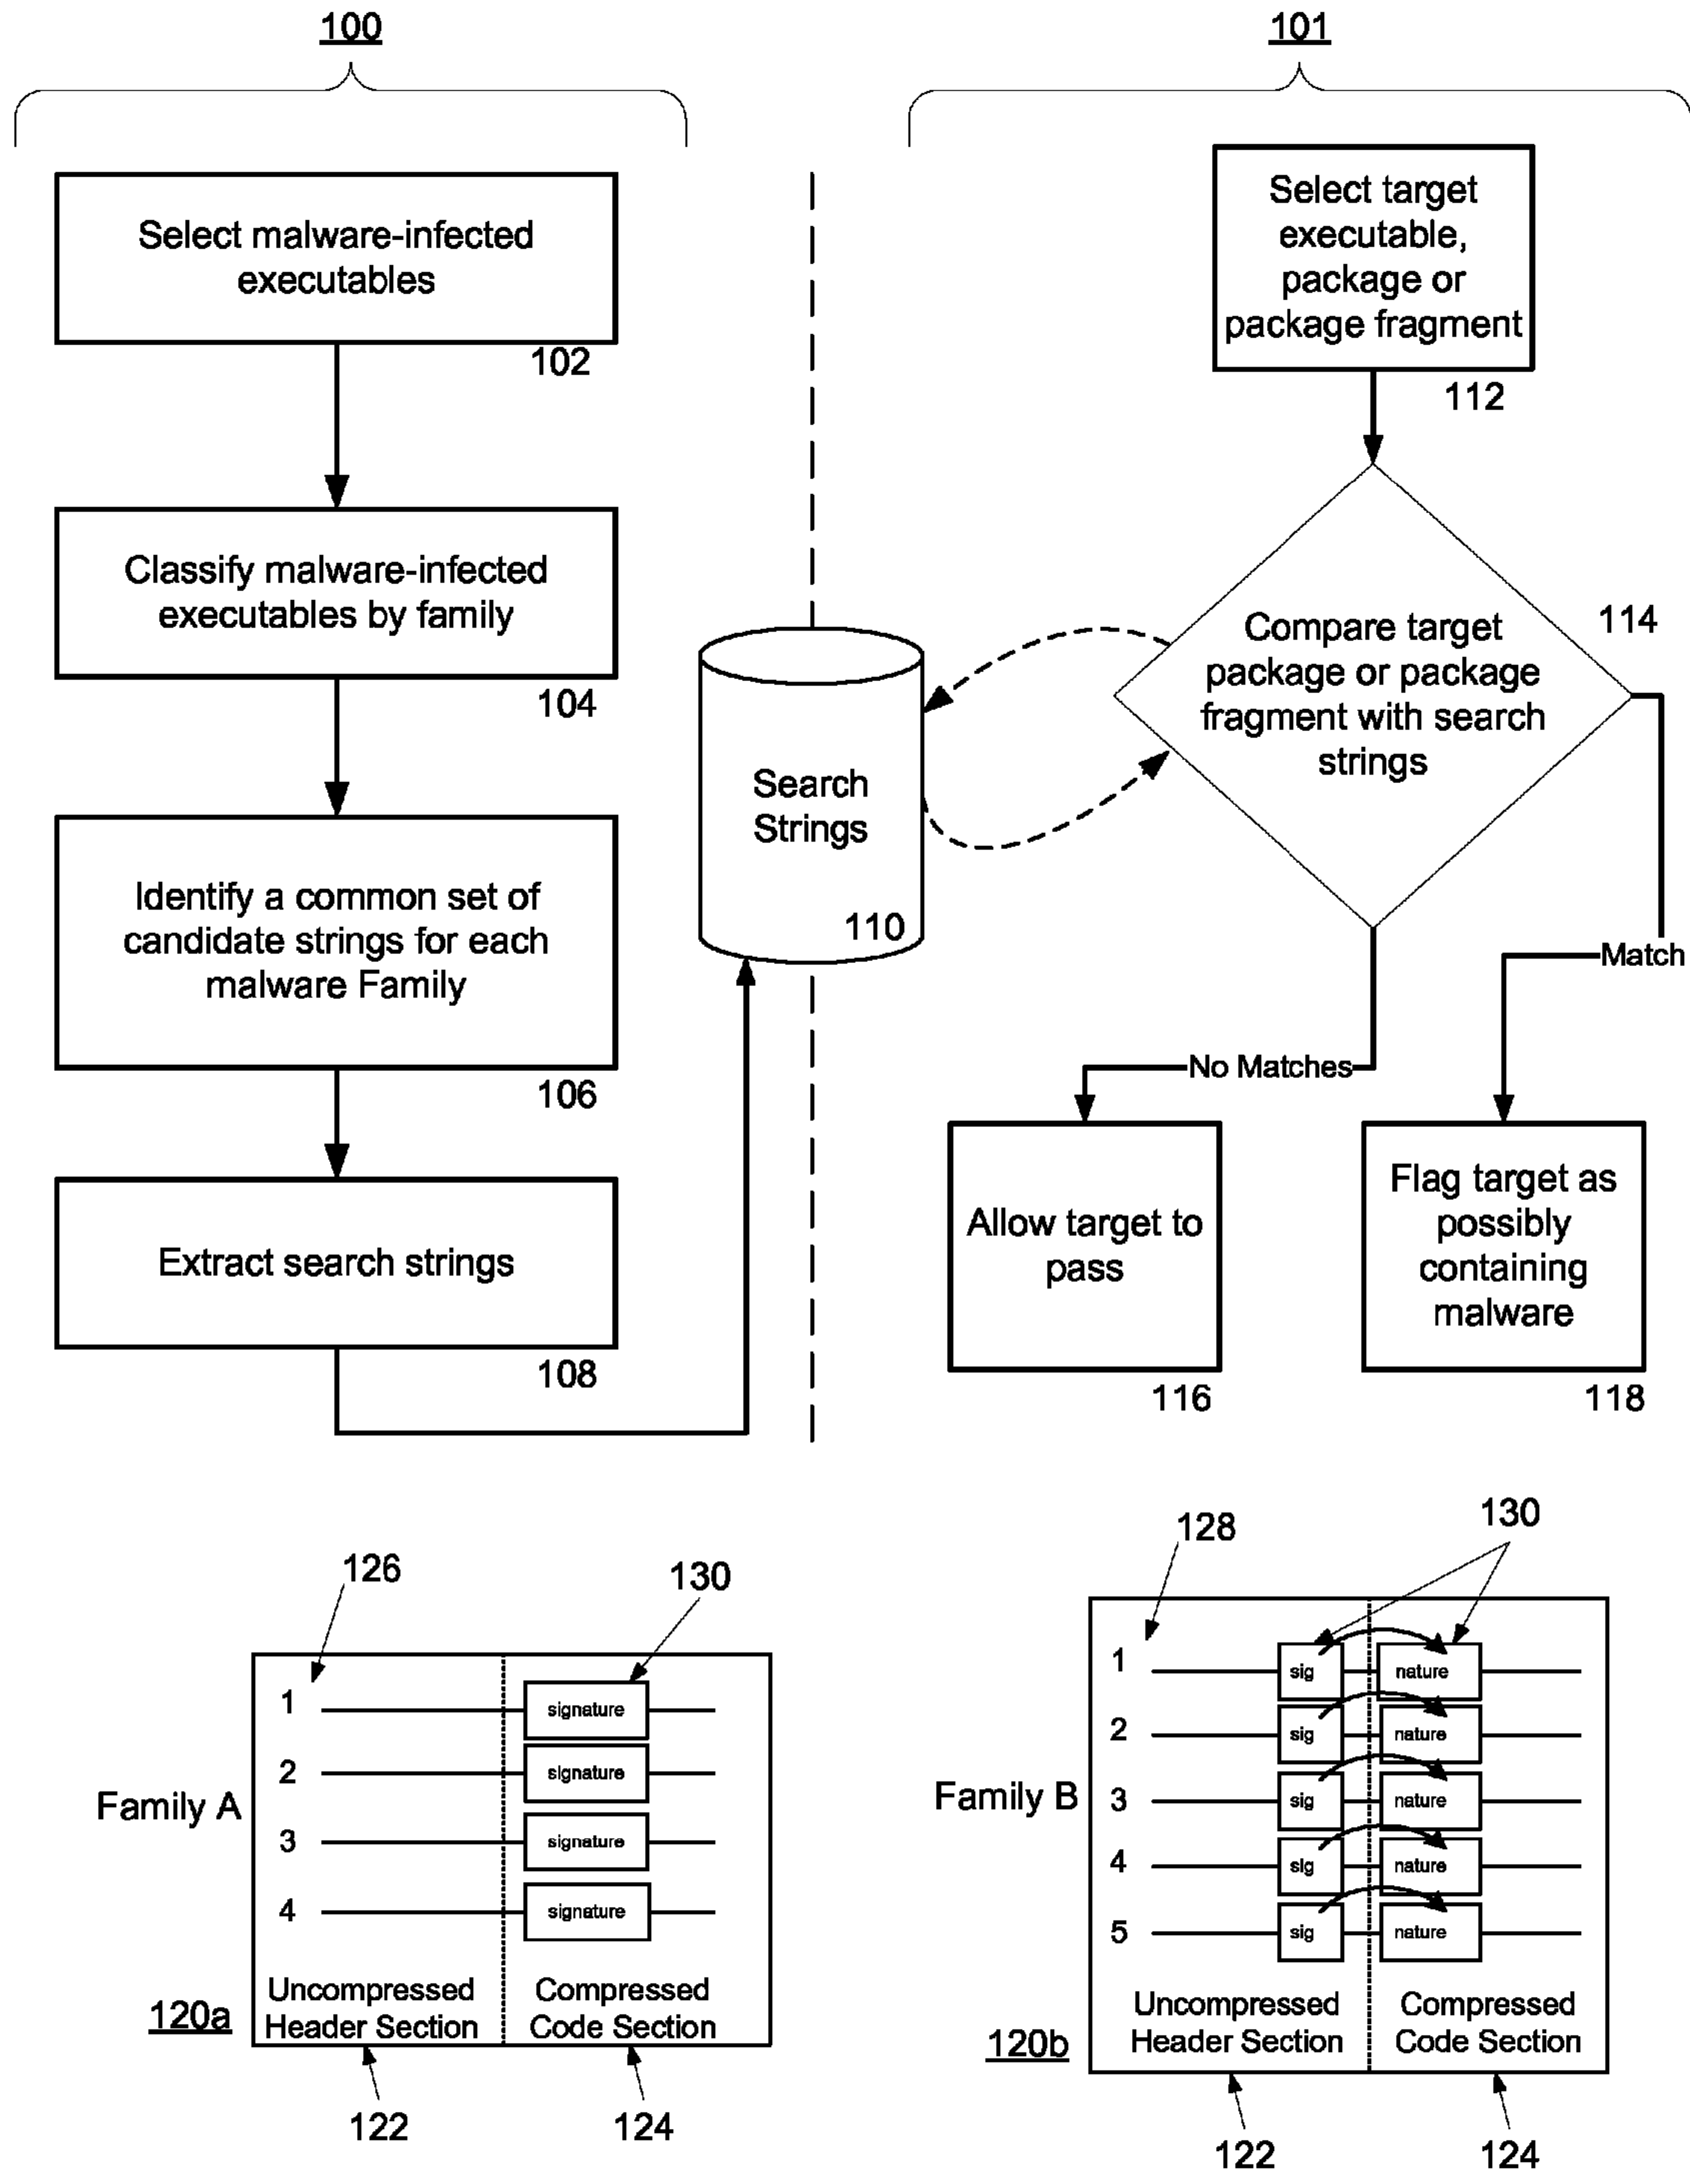 100
101
Select malware-infected
executables
102
Classify malware-infected
executables by family
104
Identify a common set of
candidate strings for each
malware Family
106
Extract search strings
108
Search
Strings
110
Select target
executable,
package or
package fragment
112
Compare target
package or package
fragment with search
strings
114
Match
No Matches
Allow target to
pass
116
Flag target as
possibly
containing
malware
118
126
130
Family A
1
signature
2
signature
3
signature
4
signature
Uncompressed
Header Section
Compressed
Code Section
120a
122
124
128
130
Family B
1
sig
nature
2
sig
nature
3
sig
nature
4
sig
nature
5
sig
nature
Uncompressed
Header Section
Compressed
Code Section
120b
122
124